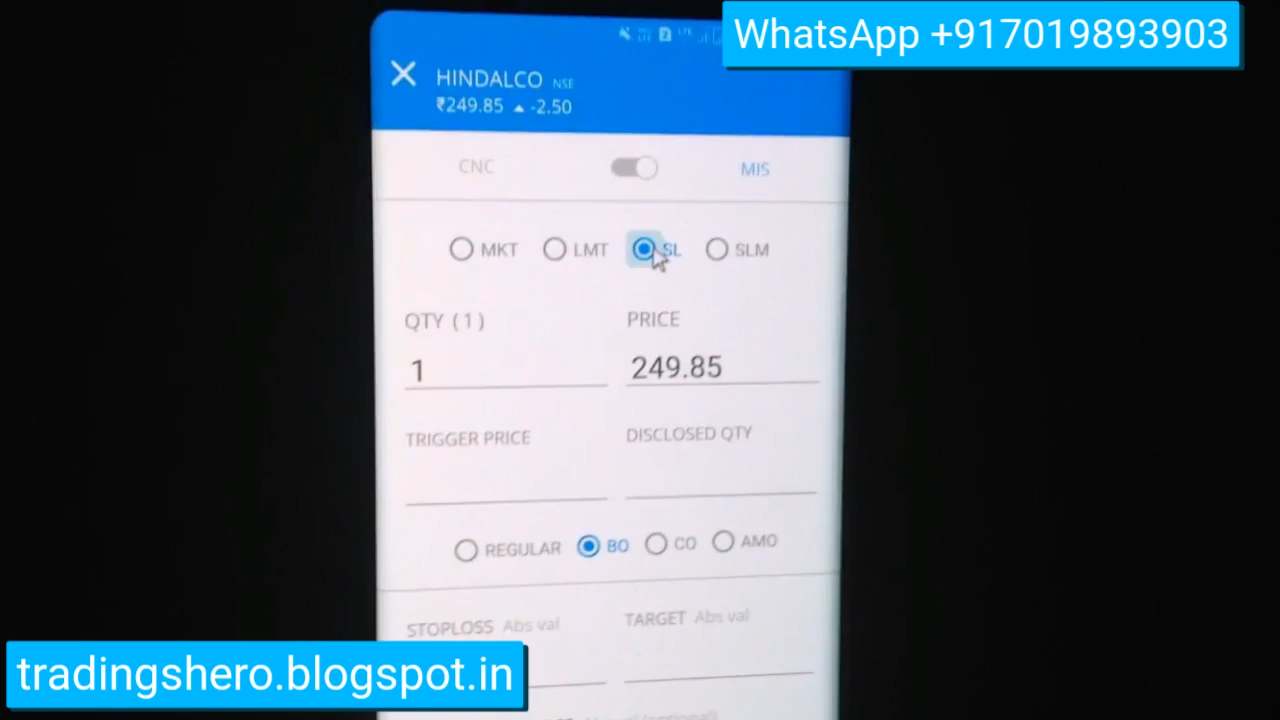 WhatsApp +917019893903
HINDALCO NSE
₹249.85 ▲ -2.50
CNC MIS
MKT LMT SL SLM
QTY (1) PRICE
1 249.85
TRIGGER PRICE DISCLOSED QTY
REGULAR BO CO AMO
STOPLOSS Abs val TARGET Abs val
tradingshero.blogspot.in